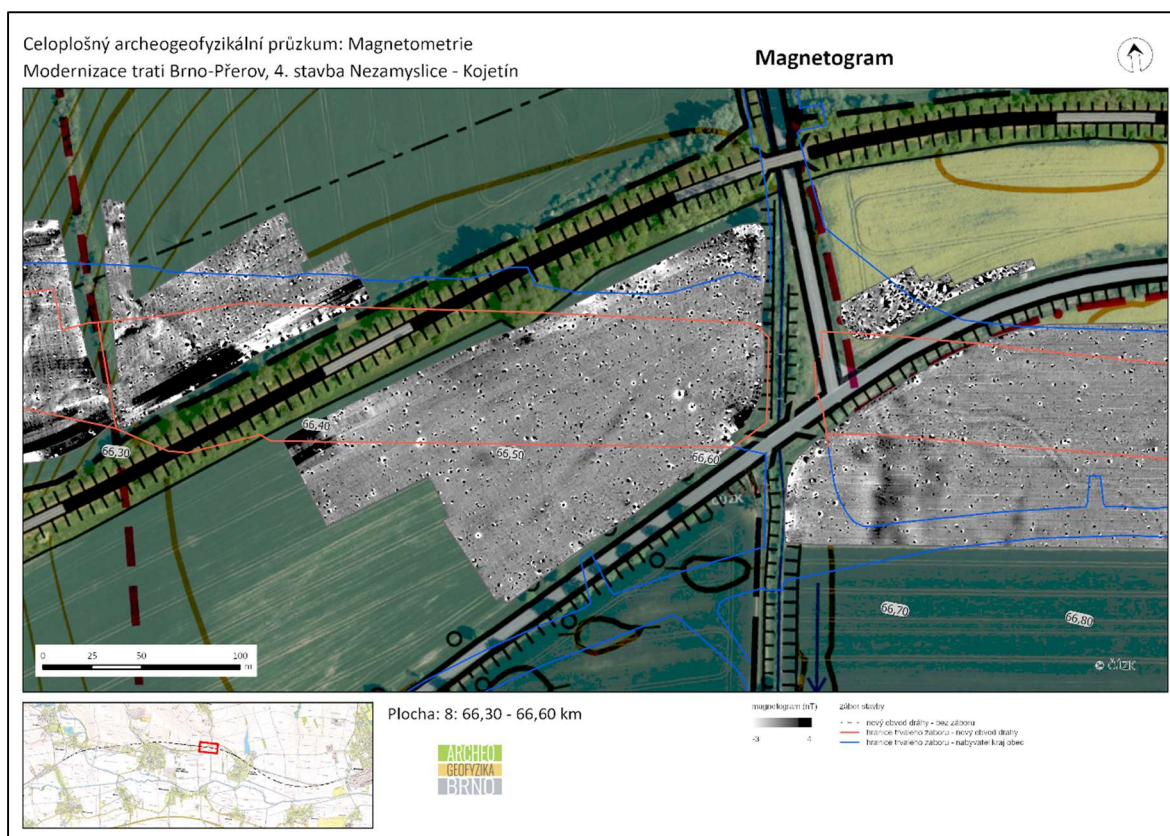 Celoplošný archeogeofyzikální průzkum: Magnetometrie
Modernizace trati Brno-Přerov, 4. stavba Nezamyslice - Kojetín
Magnetogram
66,30
66,40
66,50
66,60
ČÚZK
66,70
66,80
© ČÚZK
0 25 50 100
m
Plocha: 8: 66,30 - 66,60 km
ARCHEO
GEOFYZIKA
BRNO
magnetogram (nT)
-3 4
zábor stavby
nový obvod dráhy - bez záboru
hranice trvalého záboru - nový obvod dráhy
hranice trvalého záboru - nabyvatel kraj obec